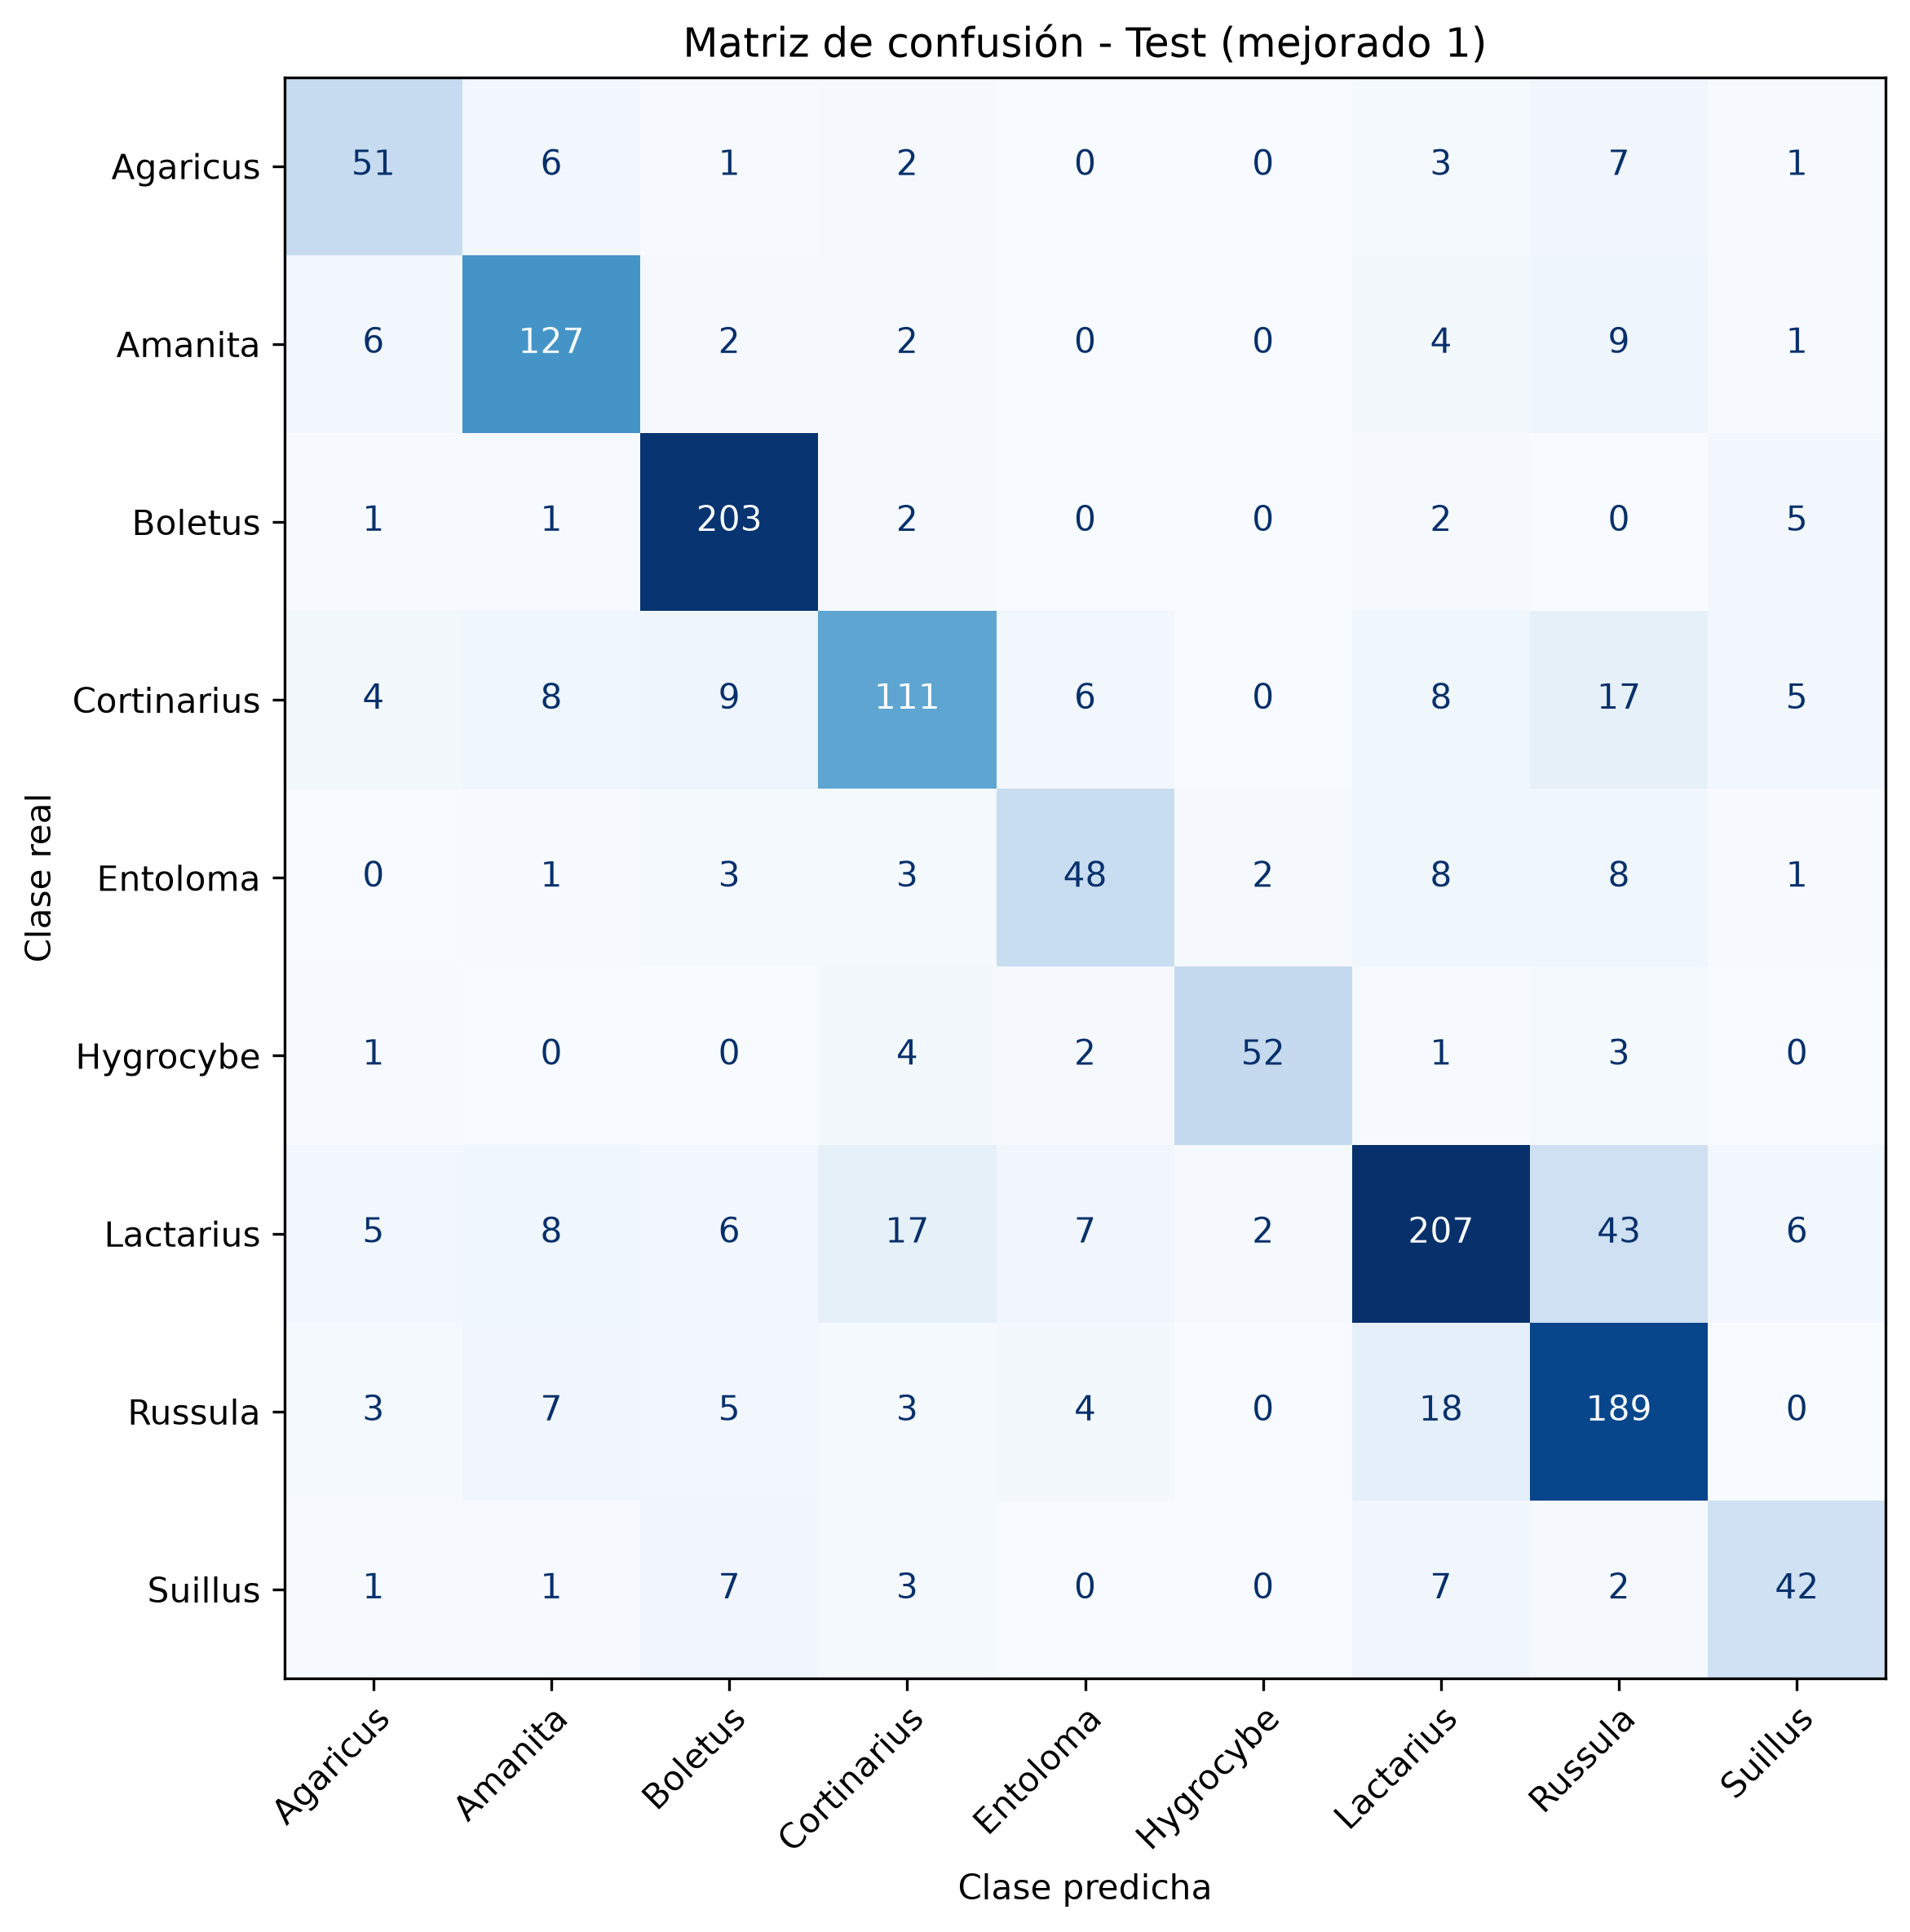 Matriz de confusión - Test (mejorado 1)
Agaricus 51 6 1 2 0 0 3 7 1
Amanita 6 127 2 2 0 0 4 9 1
Boletus 1 1 203 2 0 0 2 0 5
Cortinarius 4 8 9 111 6 0 8 17 5
Entoloma 0 1 3 3 48 2 8 8 1
Hygrocybe 1 0 0 4 2 52 1 3 0
Lactarius 5 8 6 17 7 2 207 43 6
Russula 3 7 5 3 4 0 18 189 0
Suillus 1 1 7 3 0 0 7 2 42
Clase real
Agaricus Amanita Boletus Cortinarius Entoloma Hygrocybe Lactarius Russula Suillus
Clase predicha